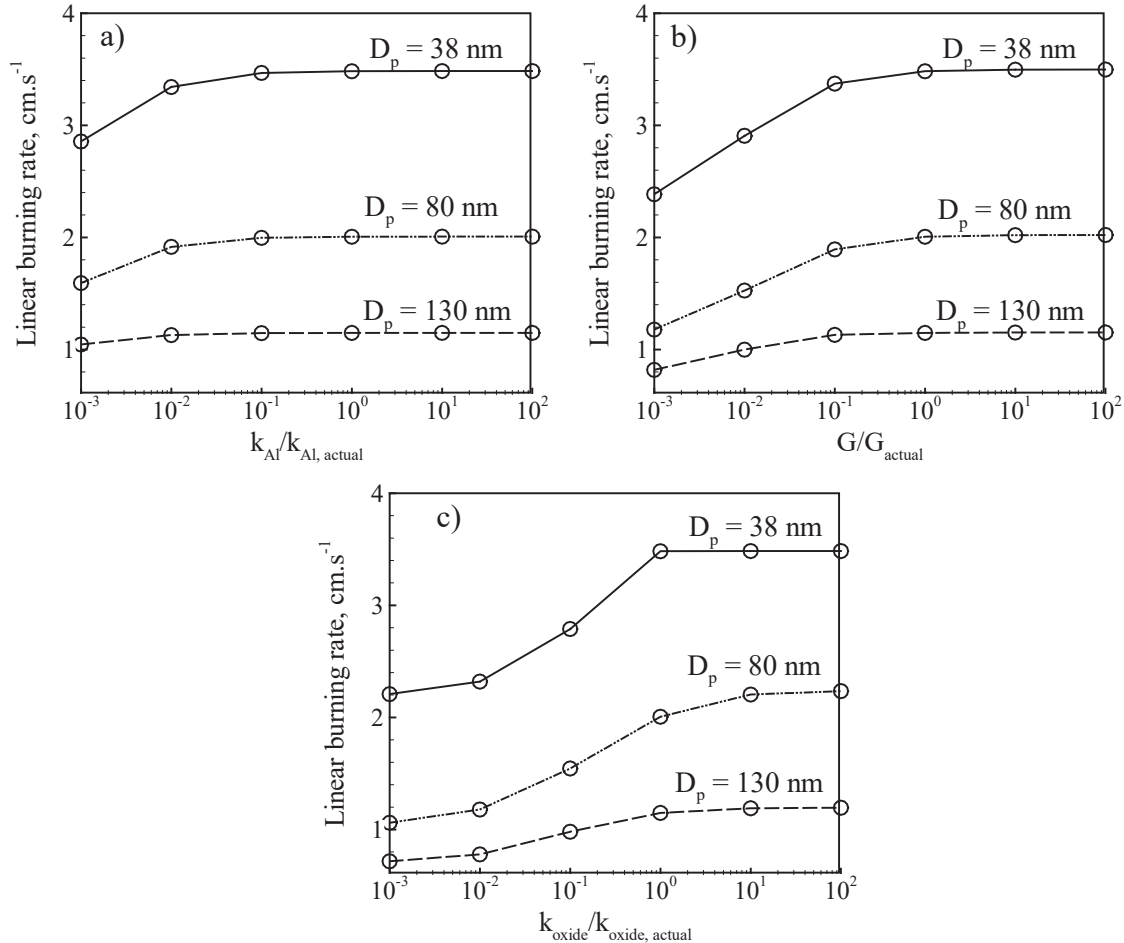 a)
D_p = 38 nm
D_p = 80 nm
D_p = 130 nm
4
3
2
1
10^-3 10^-2 10^-1 10^0 10^1 10^2
k_Al/k_Al, actual
Linear burning rate, cm.s^-1
b)
D_p = 38 nm
D_p = 80 nm
D_p = 130 nm
4
3
2
1
10^-3 10^-2 10^-1 10^0 10^1 10^2
G/G_actual
Linear burning rate, cm.s^-1
c)
D_p = 38 nm
D_p = 80 nm
D_p = 130 nm
4
3
2
1
10^-3 10^-2 10^-1 10^0 10^1 10^2
k_oxide/k_oxide, actual
Linear burning rate, cm.s^-1